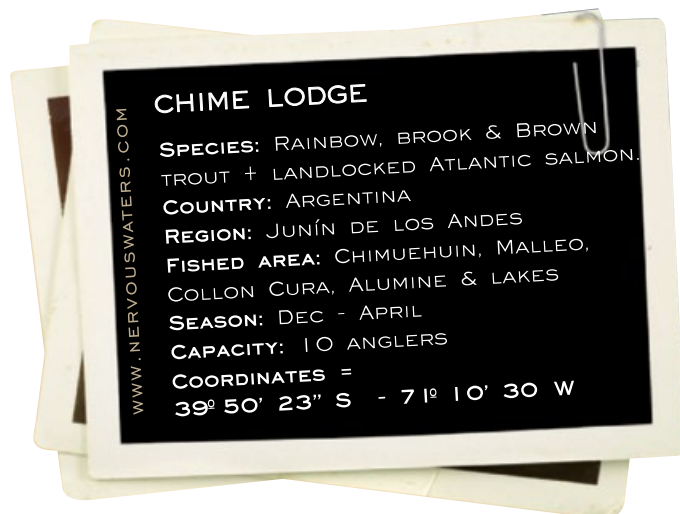 CHIME LODGE
SPECIES: RAINBOW, BROOK & BROWN
TROUT + LANDLOCKED ATLANTIC SALMON.
COUNTRY: ARGENTINA
REGION: JUNÍN DE LOS ANDES
FISHED AREA: CHIMUEHUIN, MALLEO,
COLLON CURA, ALUMINE & LAKES
SEASON: DEC - APRIL
CAPACITY: 10 ANGLERS
COORDINATES =
39º 50' 23” S - 71º 10' 30 W
WWW.NERVOUSWATERS.COM